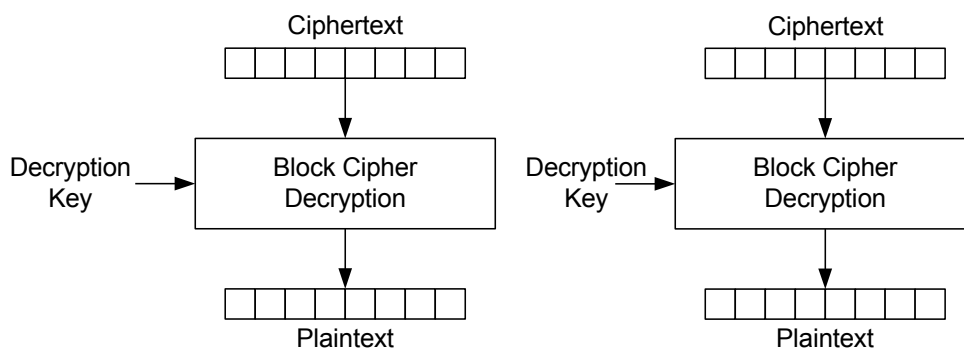 Ciphertext
Decryption
Key
Block Cipher
Decryption
Plaintext
Ciphertext
Decryption
Key
Block Cipher
Decryption
Plaintext